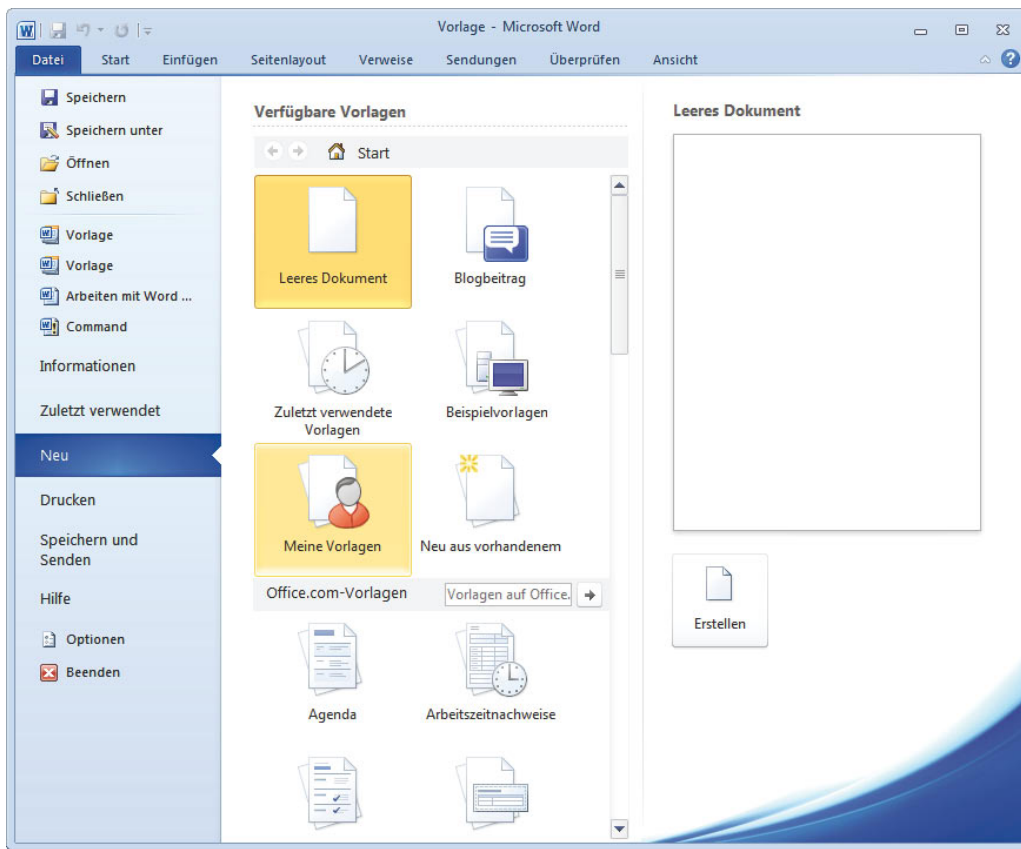 Vorlage - Microsoft Word
Datei Start Einfügen Seitenlayout Verweise Sendungen Überprüfen Ansicht
Speichern
Speichern unter
Öffnen
Schließen
Vorlage
Vorlage
Arbeiten mit Word ...
Command
Informationen
Zuletzt verwendet
Neu
Drucken
Speichern und
Senden
Hilfe
Optionen
Beenden
Verfügbare Vorlagen
Start
Leeres Dokument
Blogbeitrag
Zuletzt verwendete
Vorlagen
Beispielvorlagen
Meine Vorlagen
Neu aus vorhandenem
Office.com-Vorlagen
Vorlagen auf Office.
Agenda
Arbeitszeitnachweise
Leeres Dokument
Erstellen